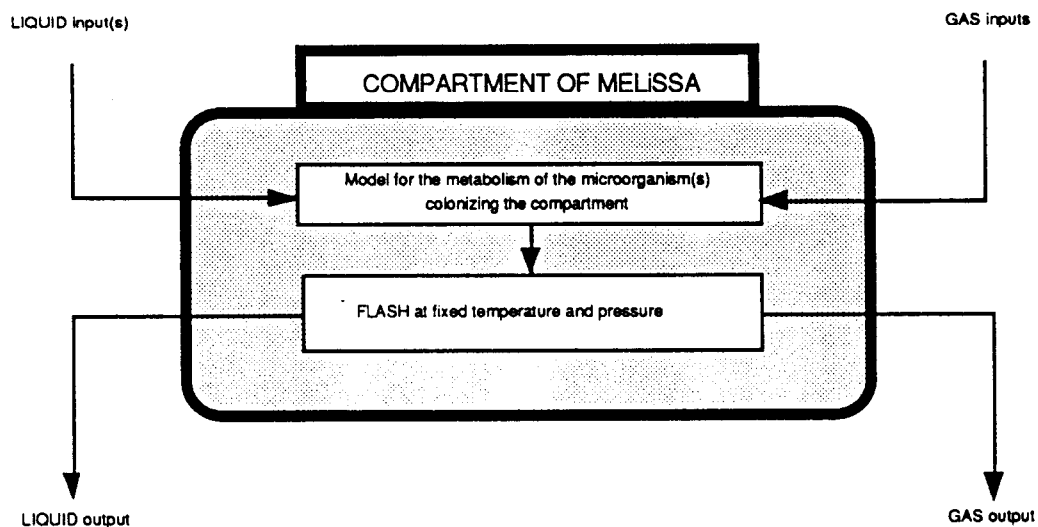 LIQUID input(s)
GAS inputs
COMPARTMENT OF MELiSSA
Model for the metabolism of the microorganism(s)
colonizing the compartment
FLASH at fixed temperature and pressure
LIQUID output
GAS output